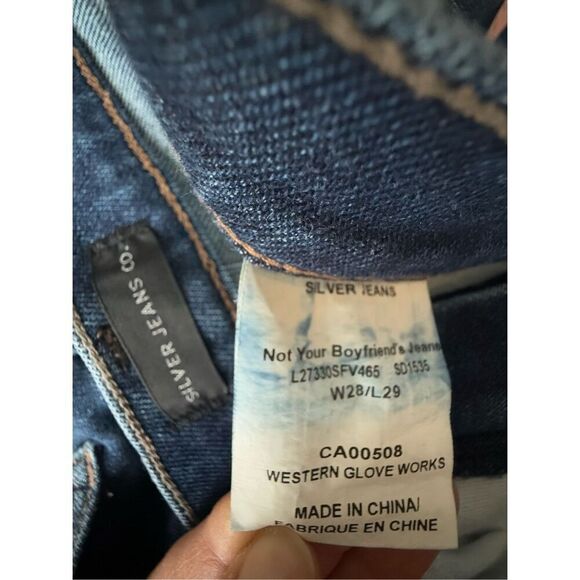 SILVER JEANS CO.
SILVER JEANS
Not Your Boyfriend's Jeans
L27330SFV465 SD1535
W28/L29
CA00508
WESTERN GLOVE WORKS
MADE IN CHINA/
FABRIQUE EN CHINE